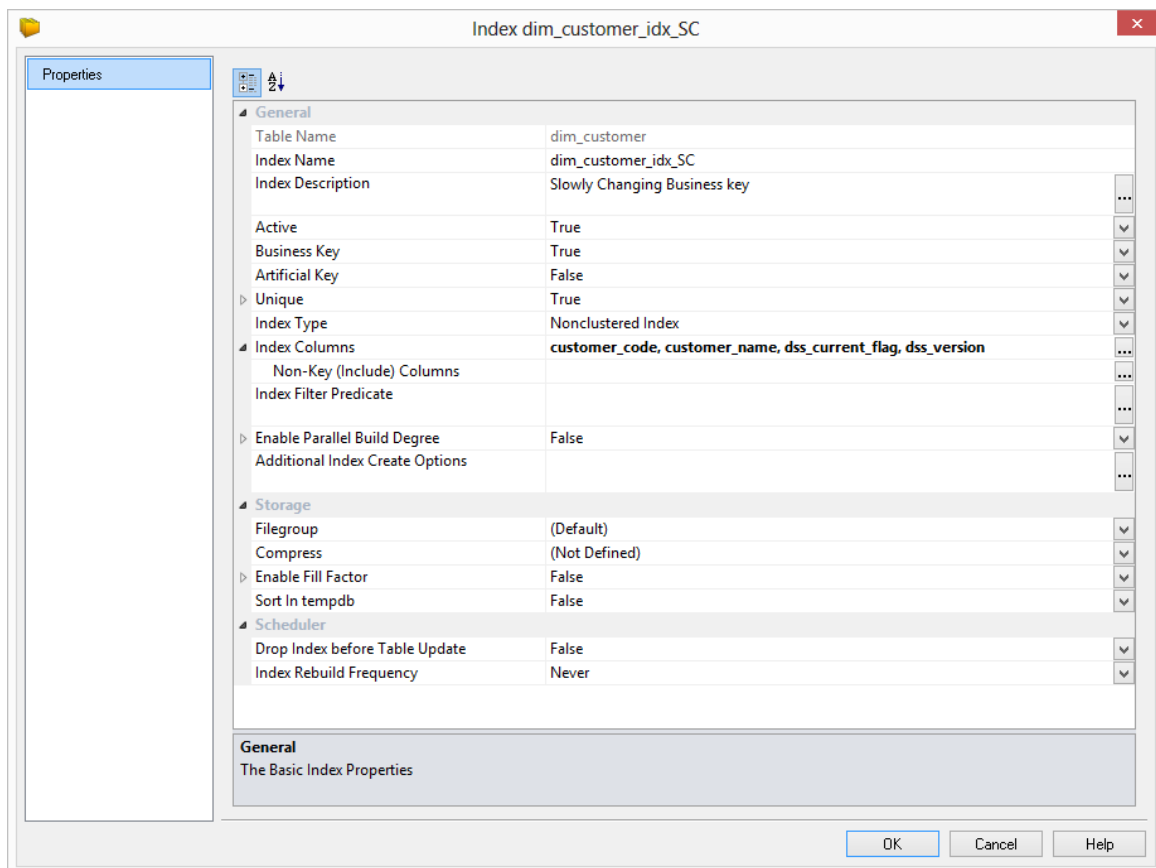 Index dim_customer_idx_SC
Properties
General
Table Name dim_customer
Index Name dim_customer_idx_SC
Index Description Slowly Changing Business key
...
Active True
Business Key True
Artificial Key False
Unique True
Index Type Nonclustered Index
Index Columns customer_code, customer_name, dss_current_flag, dss_version ...
Non-Key (Include) Columns ...
Index Filter Predicate
...
Enable Parallel Build Degree False
Additional Index Create Options
...
Storage
Filegroup (Default)
Compress (Not Defined)
Enable Fill Factor False
Sort In tempdb False
Scheduler
Drop Index before Table Update False
Index Rebuild Frequency Never
General
The Basic Index Properties
OK Cancel Help